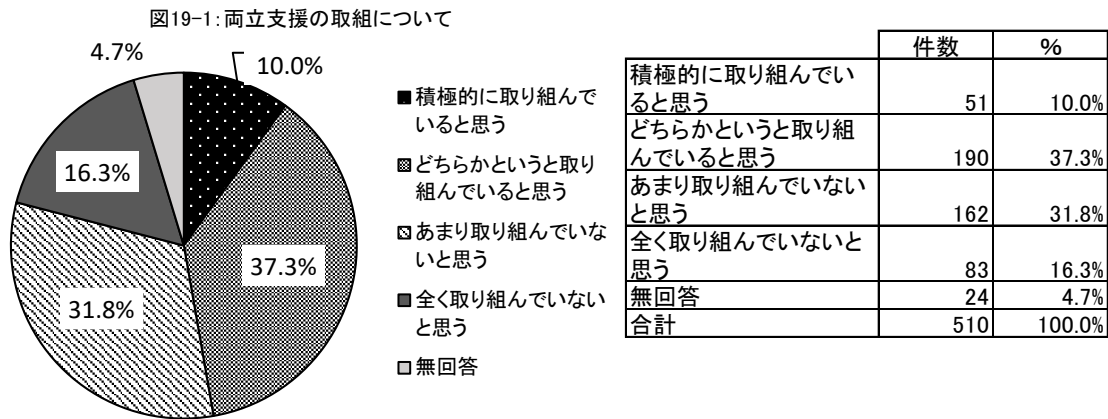 図19-1:両立支援の取組について
4.7%
10.0%
16.3%
37.3%
31.8%
積極的に取り組んで
いると思う
どちらかというと取り
組んでいると思う
あまり取り組んでいな
いと思う
全く取り組んでいない
と思う
無回答
件数 %
積極的に取り組んでい
ると思う 51 10.0%
どちらかというと取り組
んでいると思う 190 37.3%
あまり取り組んでいない
と思う 162 31.8%
全く取り組んでいないと
思う 83 16.3%
無回答 24 4.7%
合計 510 100.0%